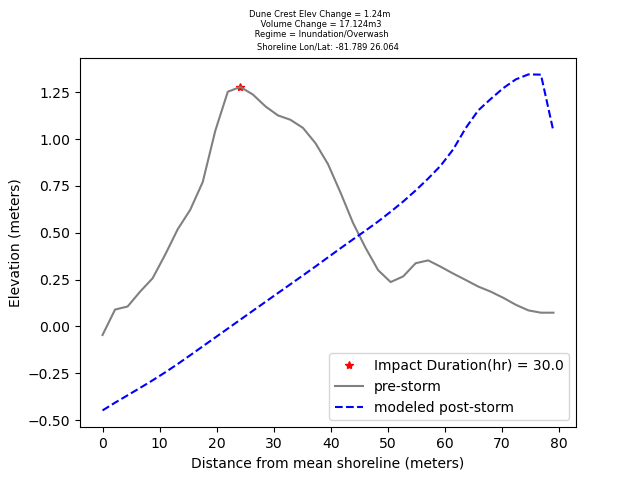 Dune Crest Elev Change = 1.24m
Volume Change = 17.124m3
Regime = Inundation/Overwash
Shoreline Lon/Lat: -81.789 26.064
1.25
1.00
0.75
0.50
0.25
0.00
−0.25
−0.50
Elevation (meters)
Impact Duration(hr) = 30.0
pre-storm
modeled post-storm
0 10 20 30 40 50 60 70 80
Distance from mean shoreline (meters)